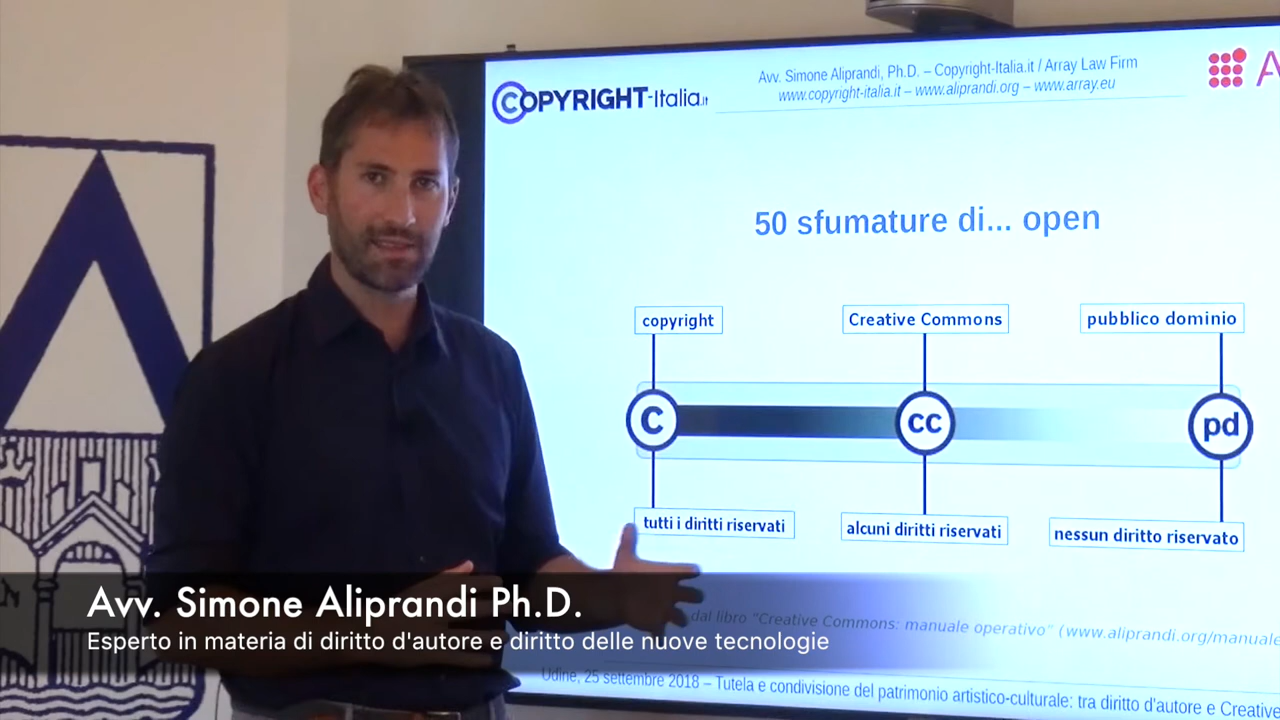 COPYRIGHT-Italia.it
Avv. Simone Aliprandi, Ph.D. – Copyright-Italia.it / Array Law Firm
www.copyright-italia.it – www.aliprandi.org – www.array.eu
A
50 sfumature di... open
copyright
Creative Commons
pubblico dominio
C
cc
pd
tutti i diritti riservati
alcuni diritti riservati
nessun diritto riservato
Avv. Simone Aliprandi Ph.D.
Esperto in materia di diritto d'autore e diritto delle nuove tecnologie
dal libro "Creative Commons: manuale operativo" (www.aliprandi.org/manuale
Udine, 25 settembre 2018 – Tutela e condivisione del patrimonio artistico-culturale: tra diritto d'autore e Creative